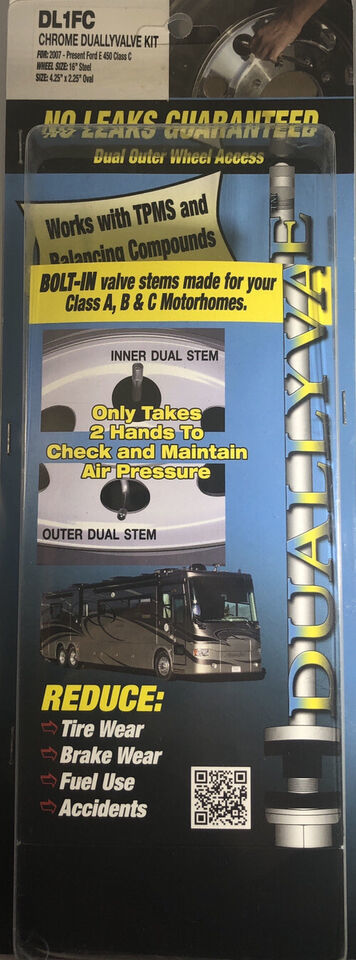 DL1FC
CHROME DUALLYVALVE KIT
FOR: 2007 - Present Ford E 450 Class C
WHEEL SIZE: 16" Steel
SIZE: 4.25" x 2.25" Oval
NO LEAKS GUARANTEED
Dual Outer Wheel Access
Works with TPMS and
Balancing Compounds
BOLT-IN valve stems made for your
Class A, B & C Motorhomes.
INNER DUAL STEM
Only Takes
2 Hands To
Check and Maintain
Air Pressure
OUTER DUAL STEM
DUALLYVALVE
REDUCE:
Tire Wear
Brake Wear
Fuel Use
Accidents